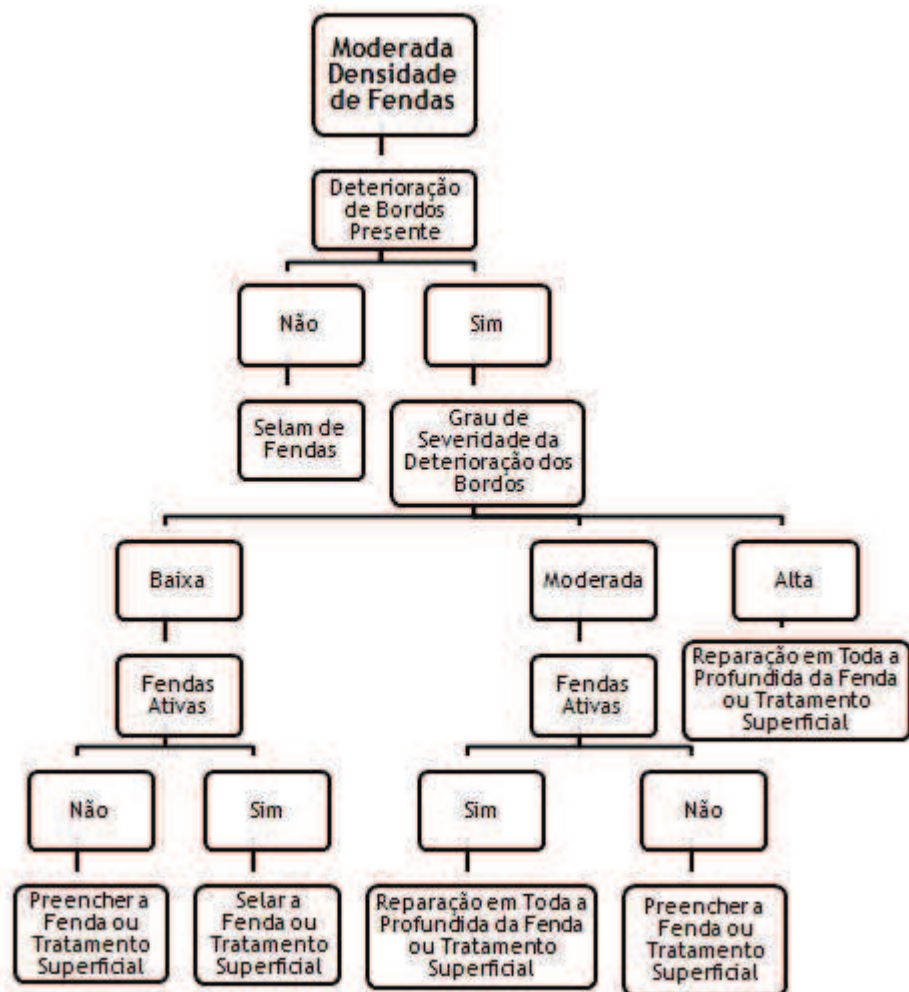 Moderada
Densidade
de Fendas
Deterioração
de Bordos
Presente
Não
Sim
Selam de
Fendas
Grau de
Severidade da
Deterioração dos
Bordos
Baixa
Moderada
Alta
Fendas
Ativas
Fendas
Ativas
Reparação em Toda a
Profundida da Fenda
ou Tratamento
Superficial
Não
Sim
Sim
Não
Preencher a
Fenda ou
Tratamento
Superficial
Selar a
Fenda ou
Tratamento
Superficial
Reparação em Toda a
Profundida da Fenda
ou Tratamento
Superficial
Preencher a
Fenda ou
Tratamento
Superficial